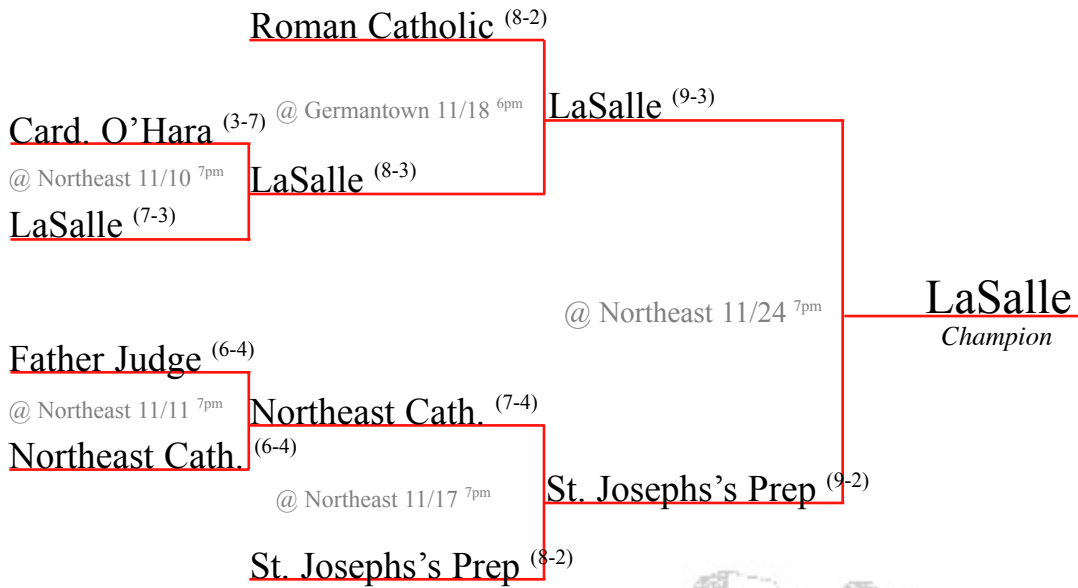 Roman Catholic (8-2)
@ Germantown 11/18 6pm
LaSalle (9-3)
Card. O’Hara (3-7)
@ Northeast 11/10 7pm
LaSalle (8-3)
LaSalle (7-3)
@ Northeast 11/24 7pm
LaSalle
Champion
Father Judge (6-4)
@ Northeast 11/11 7pm
Northeast Cath. (7-4)
Northeast Cath. (6-4)
@ Northeast 11/17 7pm
St. Josephs’s Prep (9-2)
St. Josephs’s Prep (8-2)